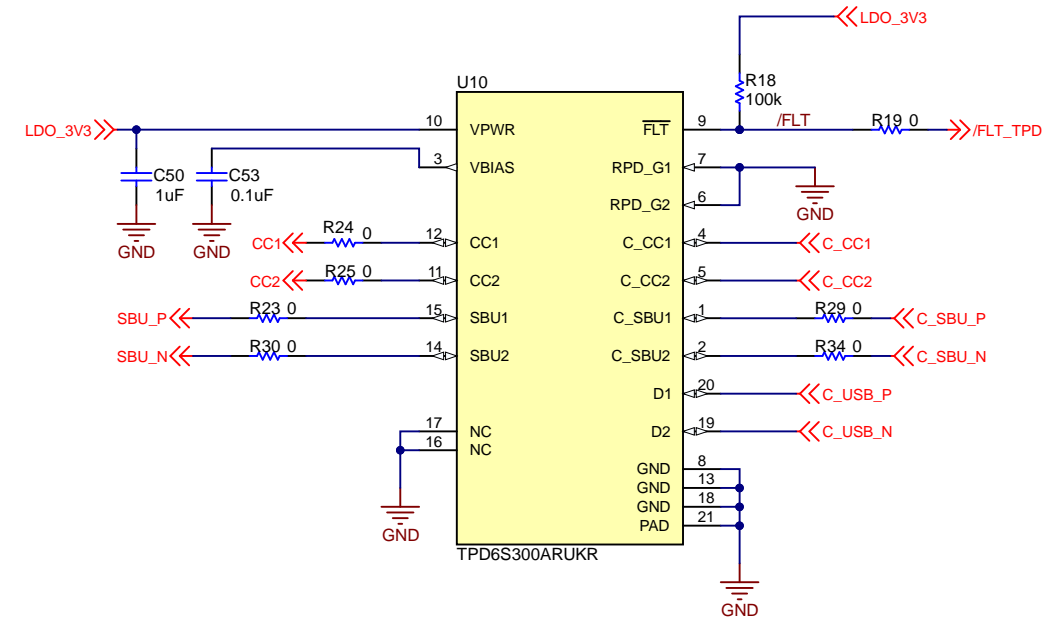 LDO_3V3
U10
R18
100k
LDO_3V3
10
VPWR
FLT
9
/FLT
R19 0
/FLT_TPD
3
VBIAS
RPD_G1
7
C50
1uF
C53
0.1uF
RPD_G2
6
GND
GND
GND
CC1
R24 0
12
CC1
C_CC1
4
C_CC1
CC2
R25 0
11
CC2
C_CC2
5
C_CC2
SBU_P
R23 0
15
SBU1
C_SBU1
1
R29 0
C_SBU_P
SBU_N
R30 0
14
SBU2
C_SBU2
2
R34 0
C_SBU_N
D1
20
C_USB_P
17
NC
D2
19
C_USB_N
16
NC
GND
8
GND
13
GND
18
PAD
21
GND
TPD6S300ARUKR
GND